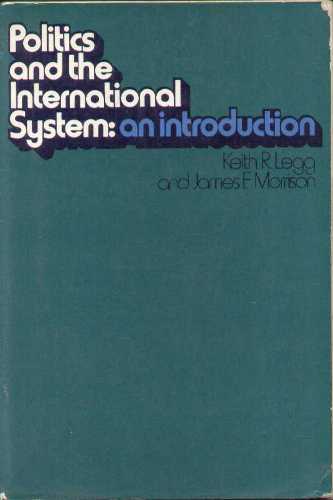 Politics
and the
International
System: an introduction
Keith R. Legg
and James F. Morrison